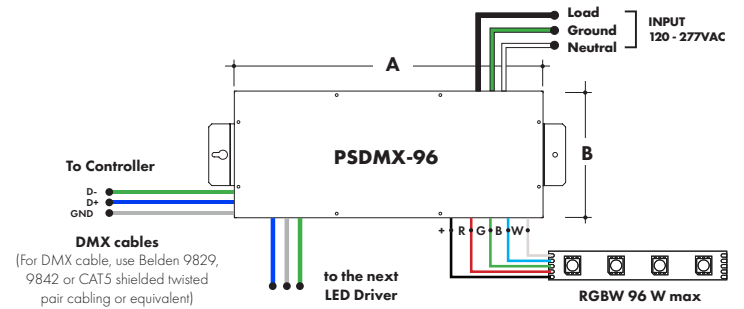 Load
Ground
Neutral
INPUT
120 - 277VAC
A
B
PSDMX-96
To Controller
D-
D+
GND
DMX cables
(For DMX cable, use Belden 9829,
9842 or CAT5 shielded twisted
pair cabling or equivalent)
to the next
LED Driver
+ R G B W
RGBW 96 W max